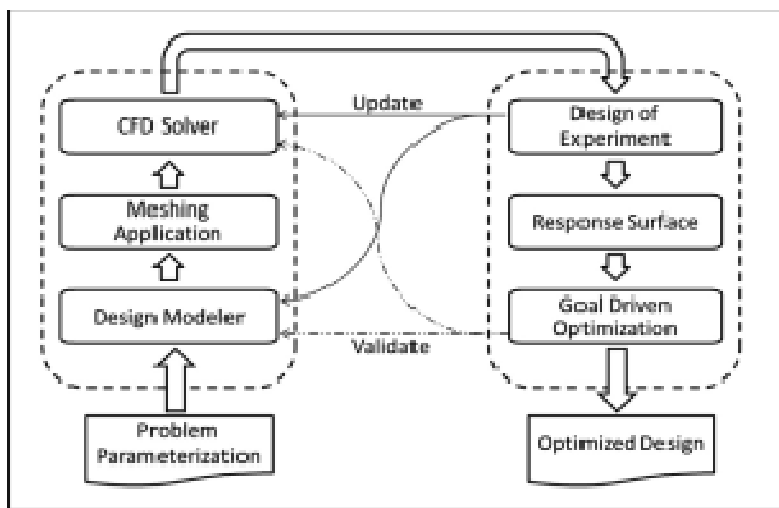 CFD Solver
Meshing
Application
Design Modeler
Problem
Parameterization
Update
Validate
Design of
Experiment
Response Surface
Goal Driven
Optimization
Optimized Design